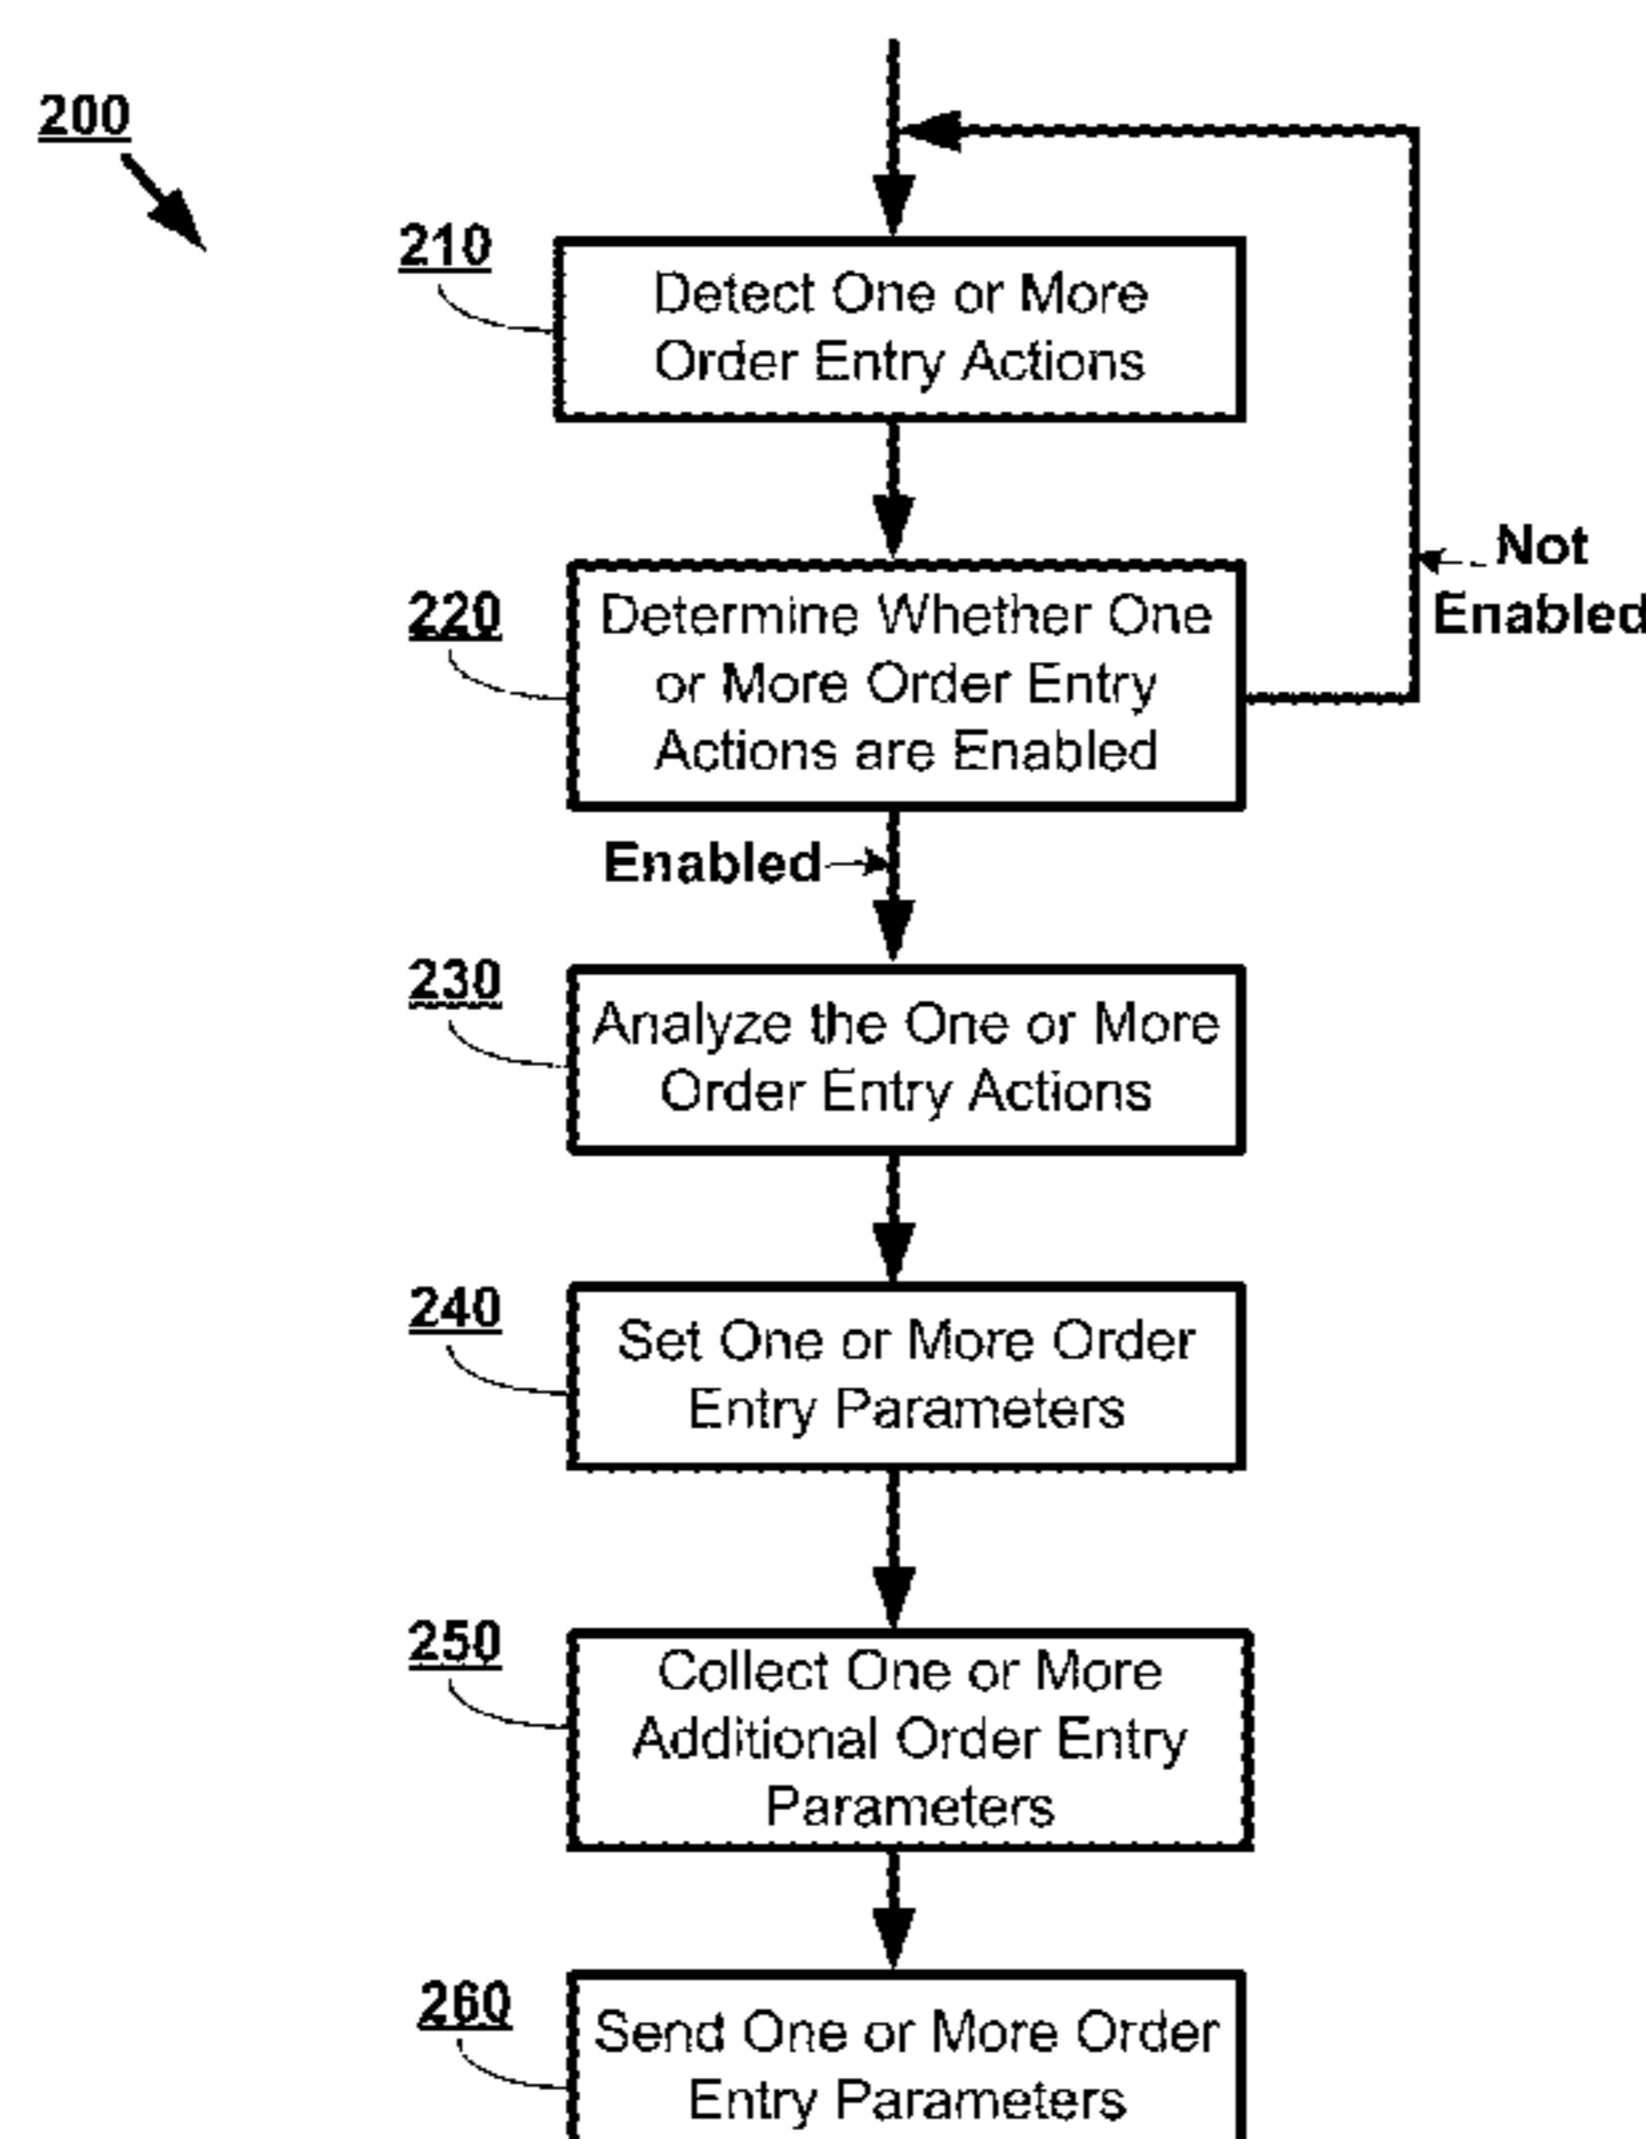 200
210
Detect One or More
Order Entry Actions
220
Determine Whether One
or More Order Entry
Actions are Enabled
Not
Enabled
Enabled
230
Analyze the One or More
Order Entry Actions
240
Set One or More Order
Entry Parameters
250
Collect One or More
Additional Order Entry
Parameters
260
Send One or More Order
Entry Parameters